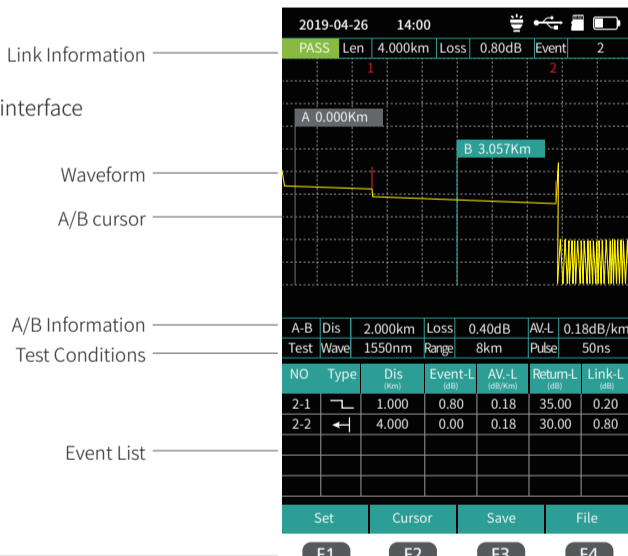 2019-04-26 14:00
PASS Len 4.000km Loss 0.80dB Event 2
Link Information
1 2
interface
A 0.000Km
B 3.057Km
Waveform
A/B cursor
A/B Information
A-B Dis 2.000km Loss 0.40dB AV.-L 0.18dB/km
Test Conditions
Test Wave 1550nm Range 8km Pulse 50ns
NO Type Dis Event-L AV.-L Return-L Link-L
(Km) (dB) (dB/Km) (dB) (dB)
2-1 1.000 0.80 0.18 35.00 0.20
2-2 4.000 0.00 0.18 30.00 0.80
Event List
Set Cursor Save File
F1 F2 F3 F4